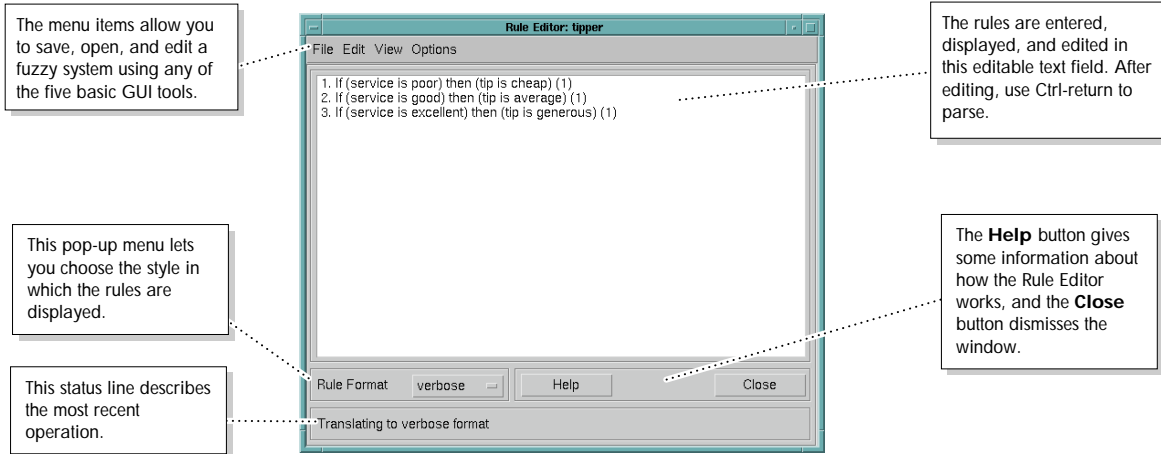 The menu items allow you
to save, open, and edit a
fuzzy system using any of
the five basic GUI tools.
Rule Editor: tipper
File Edit View Options
1. If (service is poor) then (tip is cheap) (1)
2. If (service is good) then (tip is average) (1)
3. If (service is excellent) then (tip is generous) (1)
The rules are entered,
displayed, and edited in
this editable text field. After
editing, use Ctrl-return to
parse.
This pop-up menu lets
you choose the style in
which the rules are
displayed.
The Help button gives
some information about
how the Rule Editor
works, and the Close
button dismisses the
window.
Rule Format verbose Help Close
This status line describes
the most recent
operation.
Translating to verbose format